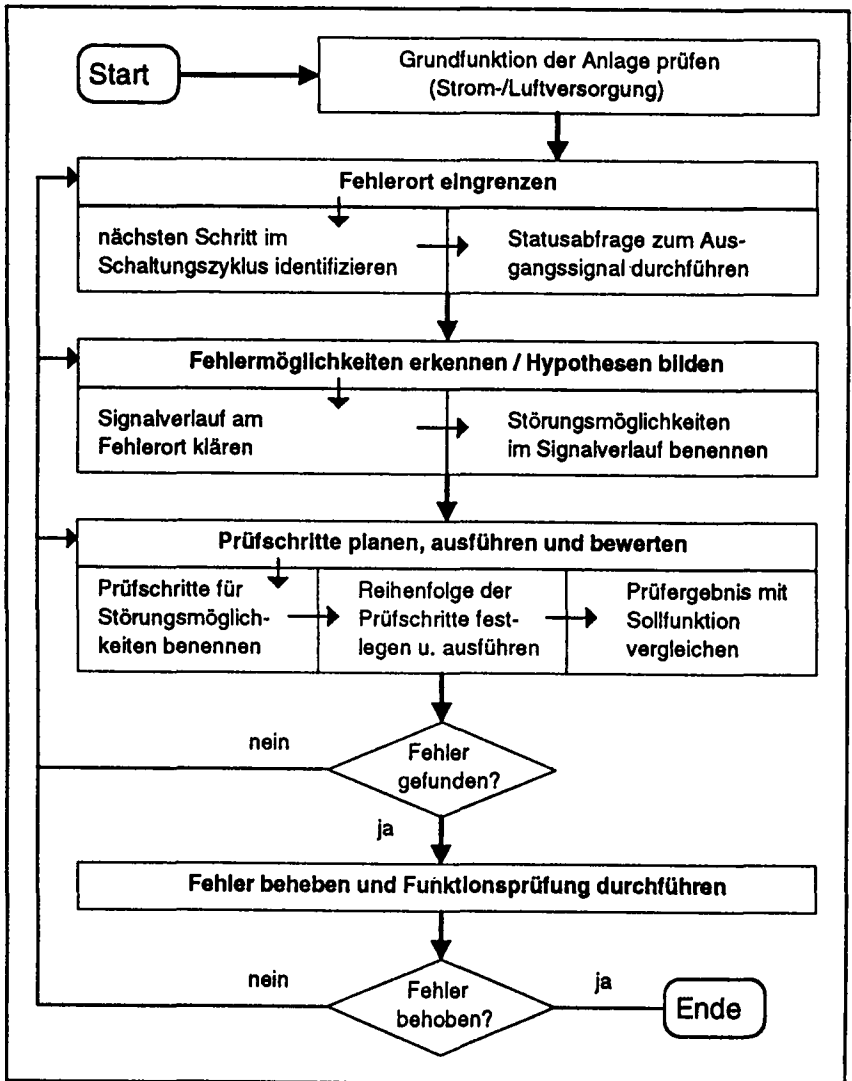 Start
Grundfunktion der Anlage prüfen
(Strom-/Luftversorgung)
Fehlerort eingrenzen
nächsten Schritt im
Schaltungszyklus identifizieren
Statusabfrage zum Aus-
gangssignal durchführen
Fehlermöglichkeiten erkennen / Hypothesen bilden
Signalverlauf am
Fehlerort klären
Störungsmöglichkeiten
im Signalverlauf benennen
Prüfschritte planen, ausführen und bewerten
Prüfschritte für
Störungsmöglich-
keiten benennen
Reihenfolge der
Prüfschritte fest-
legen u. ausführen
Prüfergebnis mit
Sollfunktion
vergleichen
nein
Fehler
gefunden?
ja
Fehler beheben und Funktionsprüfung durchführen
nein
Fehler
behoben?
ja
Ende